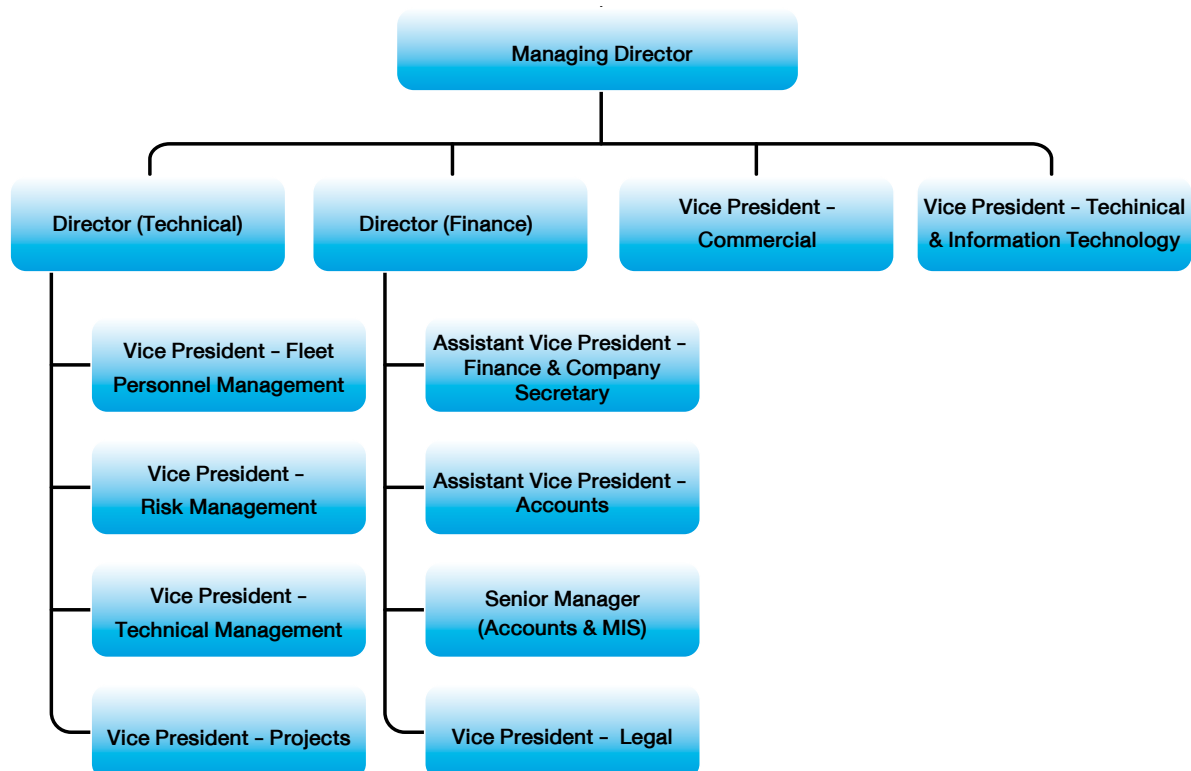 Managing Director
Director (Technical)
Director (Finance)
Vice President –
Commercial
Vice President – Techinical
& Information Technology
Vice President – Fleet
Personnel Management
Vice President –
Risk Management
Vice President –
Technical Management
Vice President – Projects
Assistant Vice President –
Finance & Company
Secretary
Assistant Vice President –
Accounts
Senior Manager
(Accounts & MIS)
Vice President – Legal